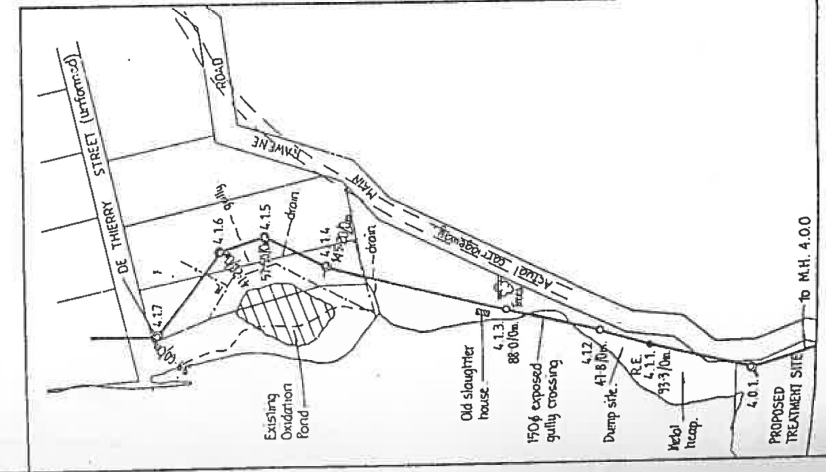 DE THIERRY STREET (Unformed)
ROAD
RAWENE
MAIN
Actual carriageway
4.1.7
gully
4.1.6
4.1.5
drain
4.1.4
drain
Existing
Oxidation
Pond
Trees
Old slaughter
house.
4.1.3.
88·0/0m.
150ϕ exposed
gully crossing
4.1.2
47·8/0m.
Dump site.
R.E.
4.1.1.
93·3/0m.
Metal
heap.
4.0.1.
PROPOSED
TREATMENT SITE
to M.H. 4.0.0